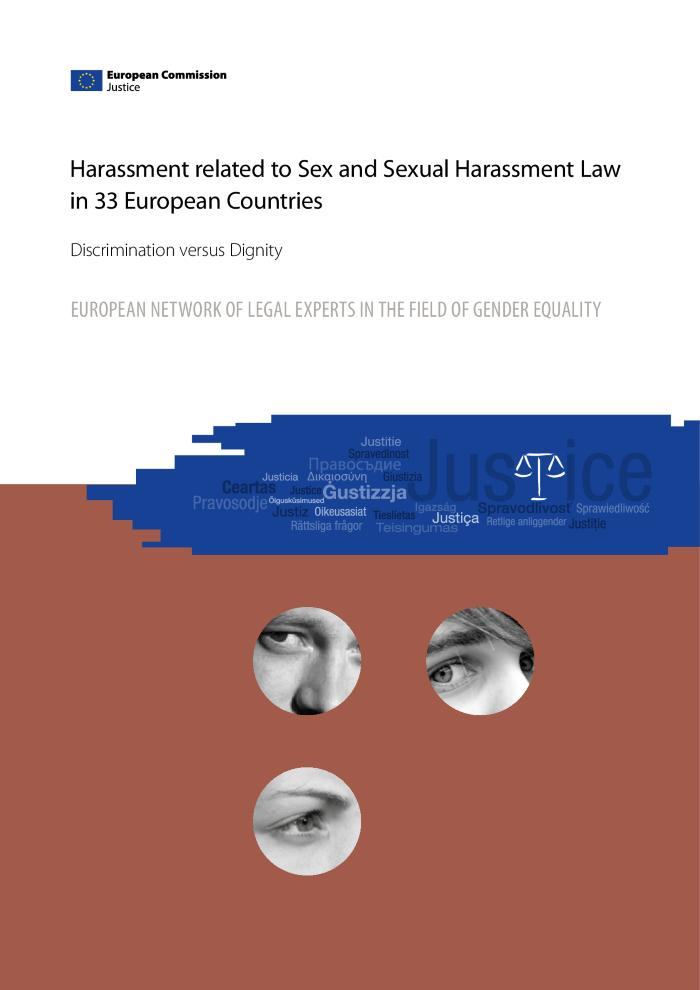 European Commission
Justice
Harassment related to Sex and Sexual Harassment Law
in 33 European Countries
Discrimination versus Dignity
EUROPEAN NETWORK OF LEGAL EXPERTS IN THE FIELD OF GENDER EQUALITY
Justice
Justitie
Spravedlnost
Правосъдие
Justicia Δικαιοσύνη Giustizia
Ceartas Justice Ġustizzja
Pravosodje Õigusküsimused Igazság Spravodlivosť Sprawiedliwość
Justiz Oikeusasiat Tieslietas Justiça Retlige anliggender Justiție
Rättsliga frågor Teisingumas